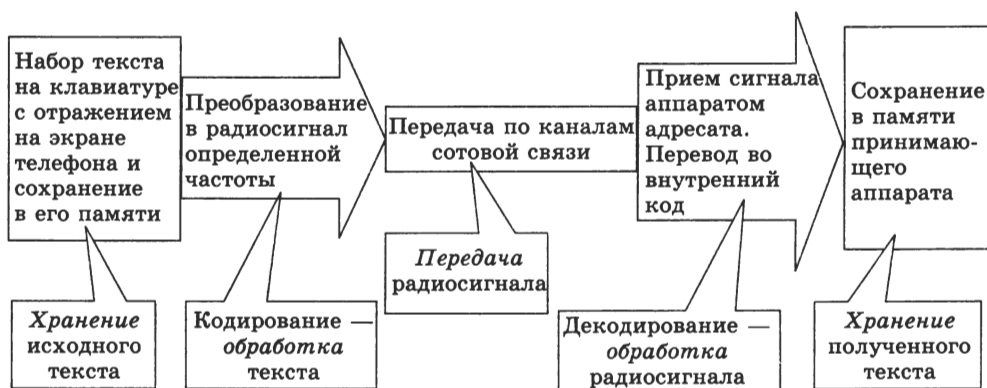 Набор текста
на клавиатуре
с отражением
на экране
телефона и
сохранение
в его памяти
Преобразование
в радиосигнал
определенной
частоты
Передача по каналам
сотовой связи
Прием сигнала
аппаратом
адресата.
Перевод во
внутренний
код
Сохранение
в памяти
принимаю-
щего
аппарата
Хранение
исходного
текста
Кодирование —
обработка
текста
Передача
радиосигнала
Декодирование —
обработка
радиосигнала
Хранение
полученного
текста